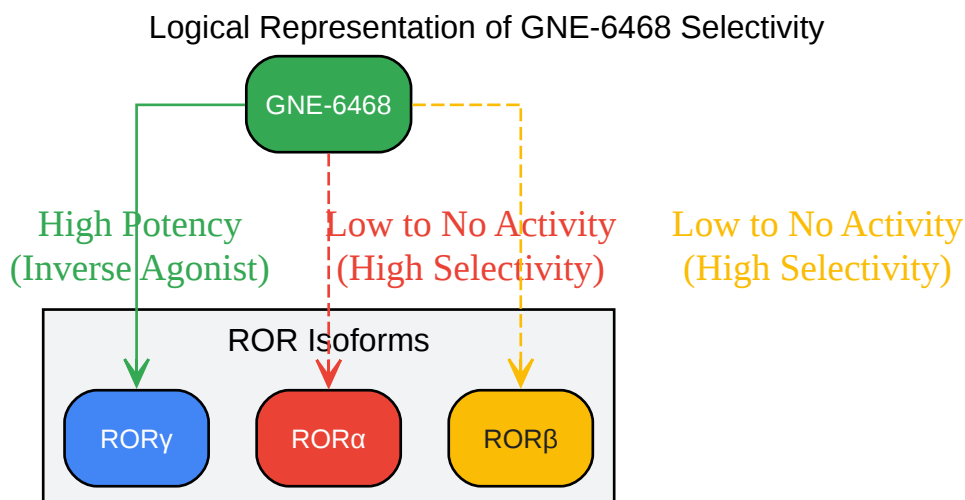 Logical Representation of GNE-6468 Selectivity
GNE-6468
High Potency
(Inverse Agonist)
Low to No Activity
(High Selectivity)
Low to No Activity
(High Selectivity)
ROR Isoforms
RORγ
RORα
RORβ